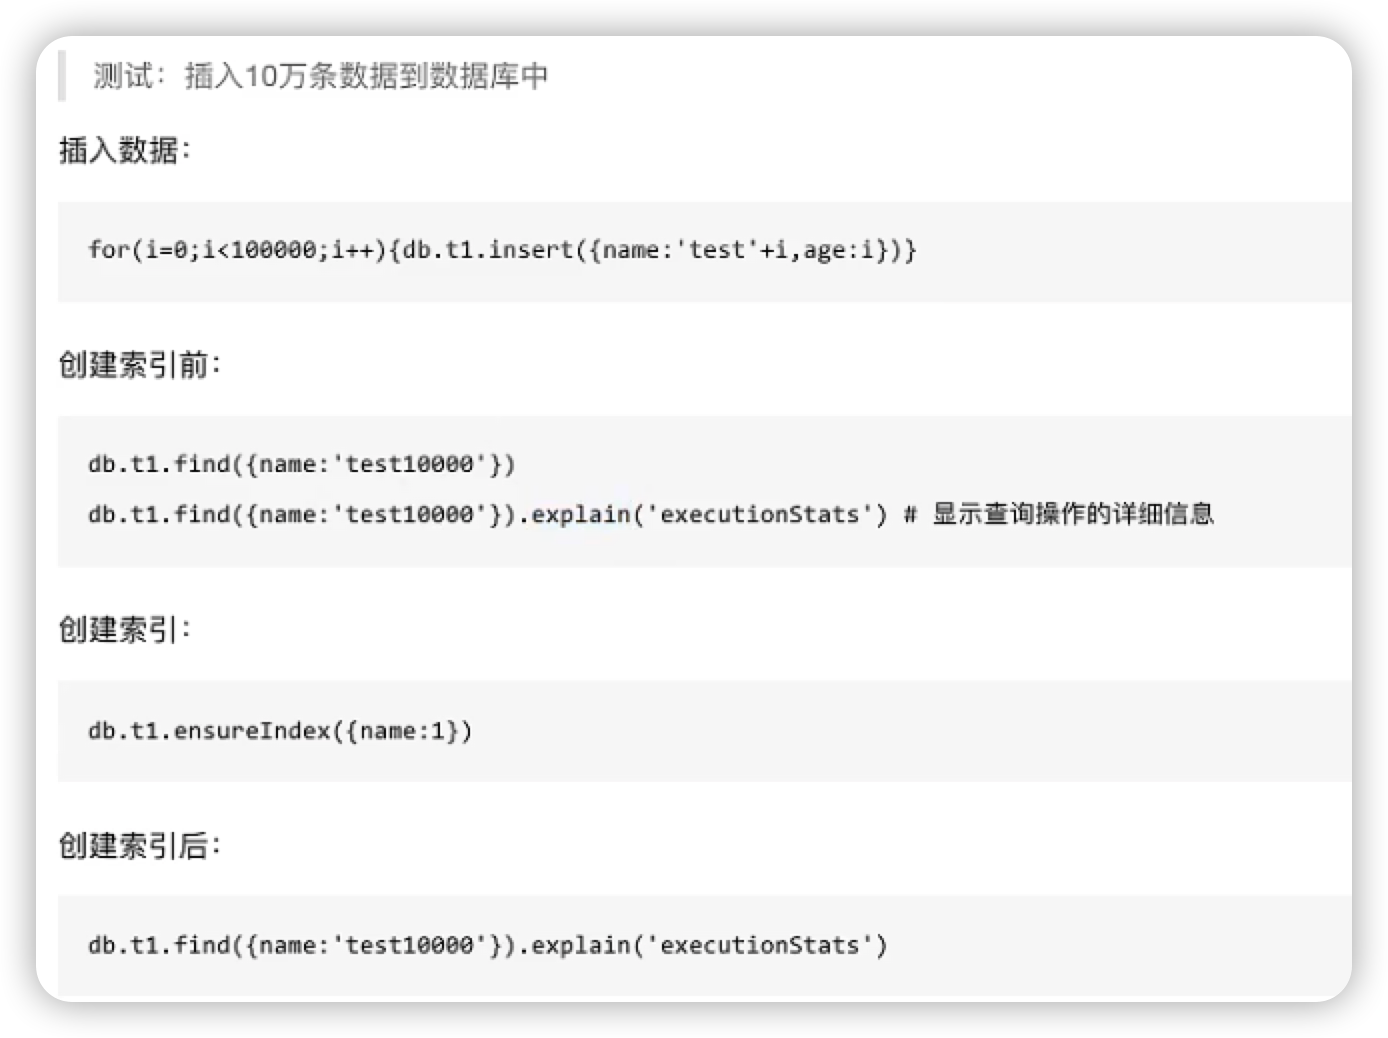 测试：插入10万条数据到数据库中
插入数据：
for(i=0;i<100000;i++){db.t1.insert({name:'test'+i,age:i})}
创建索引前：
db.t1.find({name:'test10000'})
db.t1.find({name:'test10000'}).explain('executionStats') # 显示查询操作的详细信息
创建索引：
db.t1.ensureIndex({name:1})
创建索引后：
db.t1.find({name:'test10000'}).explain('executionStats')